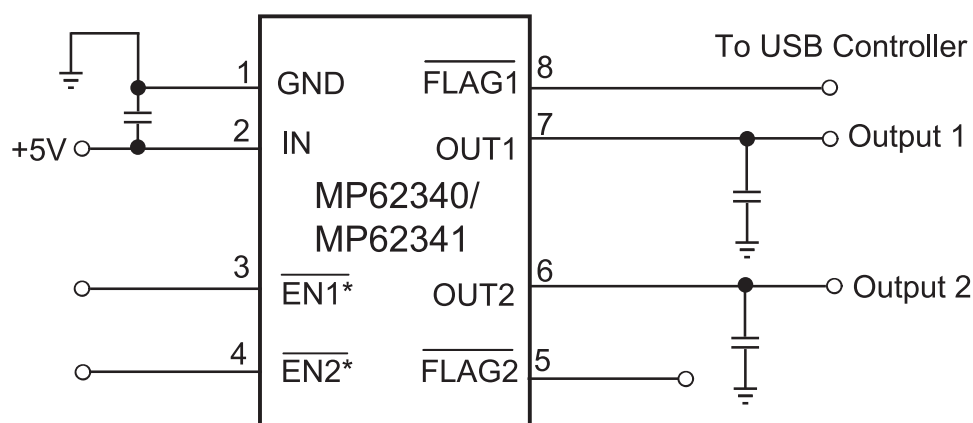 To USB Controller
1 GND
FLAG1 8
+5V
2 IN
OUT1 7
Output 1
MP62340/
MP62341
3 EN1*
OUT2 6
Output 2
4 EN2*
FLAG2 5